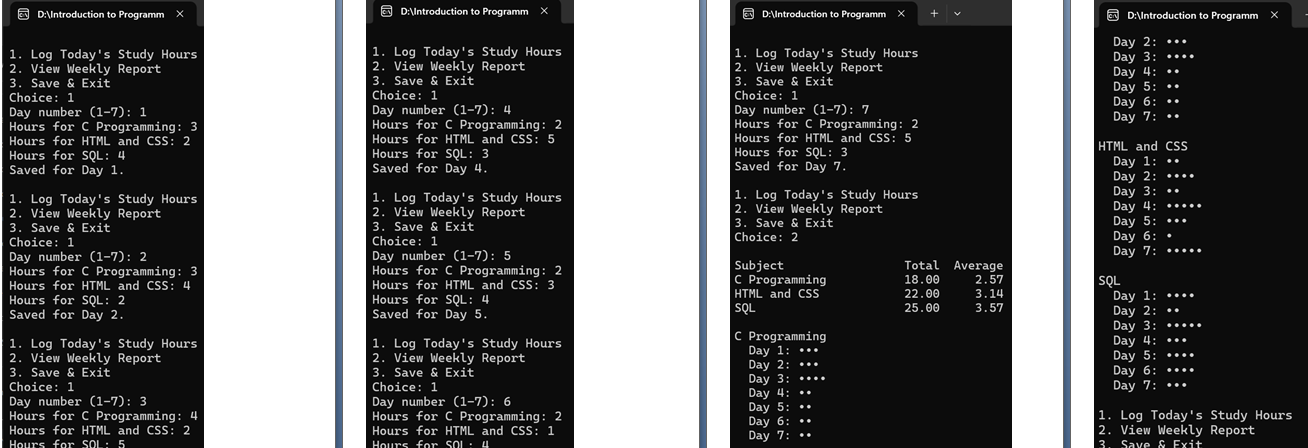 D:\Introduction to Programm
1. Log Today's Study Hours
2. View Weekly Report
3. Save & Exit
Choice: 1
Day number (1-7): 1
Hours for C Programming: 3
Hours for HTML and CSS: 2
Hours for SQL: 4
Saved for Day 1.
1. Log Today's Study Hours
2. View Weekly Report
3. Save & Exit
Choice: 1
Day number (1-7): 2
Hours for C Programming: 3
Hours for HTML and CSS: 4
Hours for SQL: 2
Saved for Day 2.
1. Log Today's Study Hours
2. View Weekly Report
3. Save & Exit
Choice: 1
Day number (1-7): 3
Hours for C Programming: 4
Hours for HTML and CSS: 2
Hours for SQL: 5
D:\Introduction to Programm
1. Log Today's Study Hours
2. View Weekly Report
3. Save & Exit
Choice: 1
Day number (1-7): 4
Hours for C Programming: 2
Hours for HTML and CSS: 5
Hours for SQL: 3
Saved for Day 4.
1. Log Today's Study Hours
2. View Weekly Report
3. Save & Exit
Choice: 1
Day number (1-7): 5
Hours for C Programming: 2
Hours for HTML and CSS: 3
Hours for SQL: 4
Saved for Day 5.
1. Log Today's Study Hours
2. View Weekly Report
3. Save & Exit
Choice: 1
Day number (1-7): 6
Hours for C Programming: 2
Hours for HTML and CSS: 1
Hours for SQL: 4
D:\Introduction to Programm
1. Log Today's Study Hours
2. View Weekly Report
3. Save & Exit
Choice: 1
Day number (1-7): 7
Hours for C Programming: 2
Hours for HTML and CSS: 5
Hours for SQL: 3
Saved for Day 7.
1. Log Today's Study Hours
2. View Weekly Report
3. Save & Exit
Choice: 2
Subject Total Average
C Programming 18.00 2.57
HTML and CSS 22.00 3.14
SQL 25.00 3.57
C Programming
Day 1: •••
Day 2: •••
Day 3: ••••
Day 4: ••
Day 5: ••
Day 6: ••
Day 7: ••
D:\Introduction to Programm
Day 2: •••
Day 3: ••••
Day 4: ••
Day 5: ••
Day 6: ••
Day 7: ••
HTML and CSS
Day 1: ••
Day 2: ••••
Day 3: ••
Day 4: •••••
Day 5: •••
Day 6: •
Day 7: •••••
SQL
Day 1: ••••
Day 2: ••
Day 3: •••••
Day 4: •••
Day 5: ••••
Day 6: ••••
Day 7: •••
1. Log Today's Study Hours
2. View Weekly Report
3. Save & Exit